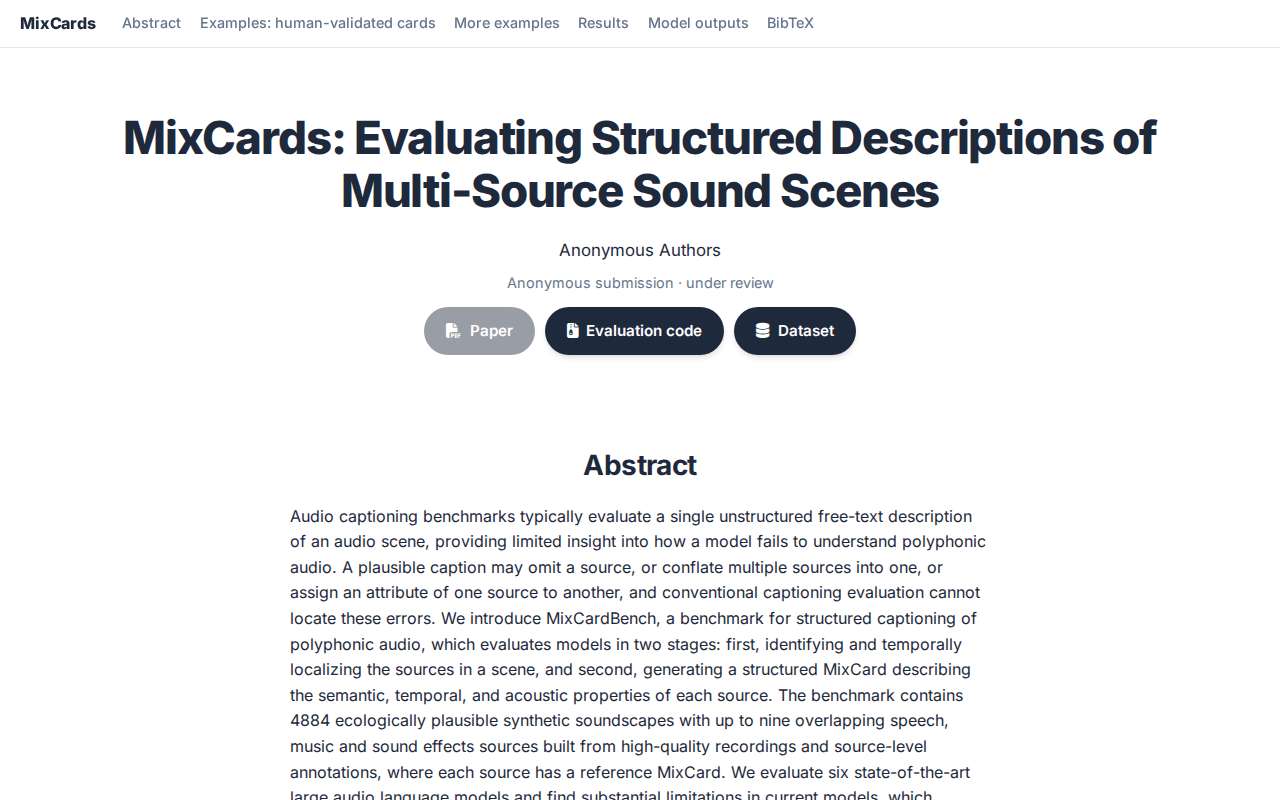 MixCards Abstract Examples: human-validated cards More examples Results Model outputs BibTeX
MixCards: Evaluating Structured Descriptions of
Multi-Source Sound Scenes
Anonymous Authors
Anonymous submission · under review
Paper Evaluation code Dataset
Abstract
Audio captioning benchmarks typically evaluate a single unstructured free-text description
of an audio scene, providing limited insight into how a model fails to understand polyphonic
audio. A plausible caption may omit a source, or conflate multiple sources into one, or
assign an attribute of one source to another, and conventional captioning evaluation cannot
locate these errors. We introduce MixCardBench, a benchmark for structured captioning of
polyphonic audio, which evaluates models in two stages: first, identifying and temporally
localizing the sources in a scene, and second, generating a structured MixCard describing
the semantic, temporal, and acoustic properties of each source. The benchmark contains
4884 ecologically plausible synthetic soundscapes with up to nine overlapping speech,
music and sound effects sources built from high-quality recordings and source-level
annotations, where each source has a reference MixCard. We evaluate six state-of-the-art
large audio language models and find substantial limitations in current models, which